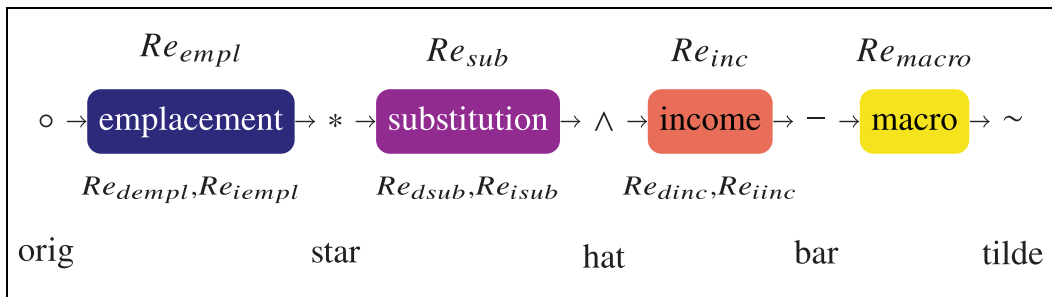 Re_empl Re_sub Re_inc Re_macro
∘ → emplacement → * → substitution → ∧ → income → − → macro → ∼
Re_dempl,Re_iempl Re_dsub,Re_isub Re_dinc,Re_iinc
orig star hat bar tilde